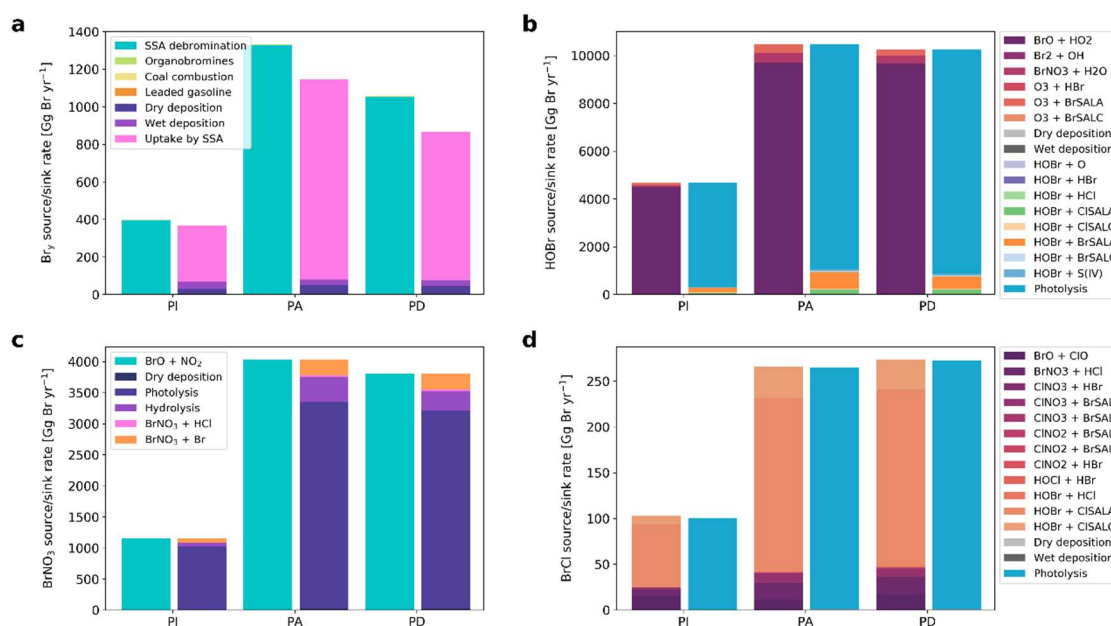 a
Br_y source/sink rate [Gg Br yr⁻¹]
1400
1200
1000
800
600
400
200
0
SSA debromination
Organobromines
Coal combustion
Leaded gasoline
Dry deposition
Wet deposition
Uptake by SSA
PI PA PD
b
HOBr source/sink rate [Gg Br yr⁻¹]
10000
8000
6000
4000
2000
0
PI PA PD
BrO + HO2
Br2 + OH
BrNO3 + H2O
O3 + HBr
O3 + BrSALA
O3 + BrSALC
Dry deposition
Wet deposition
HOBr + O
HOBr + HBr
HOBr + HCl
HOBr + ClSALA
HOBr + ClSALC
HOBr + BrSALA
HOBr + BrSALC
HOBr + S(IV)
Photolysis
c
BrNO₃ source/sink rate [Gg Br yr⁻¹]
4000
3500
3000
2500
2000
1500
1000
500
0
BrO + NO₂
Dry deposition
Photolysis
Hydrolysis
BrNO₃ + HCl
BrNO₃ + Br
PI PA PD
d
BrCl source/sink rate [Gg Br yr⁻¹]
250
200
150
100
50
0
PI PA PD
BrO + ClO
BrNO3 + HCl
ClNO3 + HBr
ClNO3 + BrSAL
ClNO3 + BrSAL
ClNO2 + BrSAL
ClNO2 + BrSAL
ClNO2 + HBr
HOCl + HBr
HOBr + HCl
HOBr + ClSALA
HOBr + ClSALC
Dry deposition
Wet deposition
Photolysis